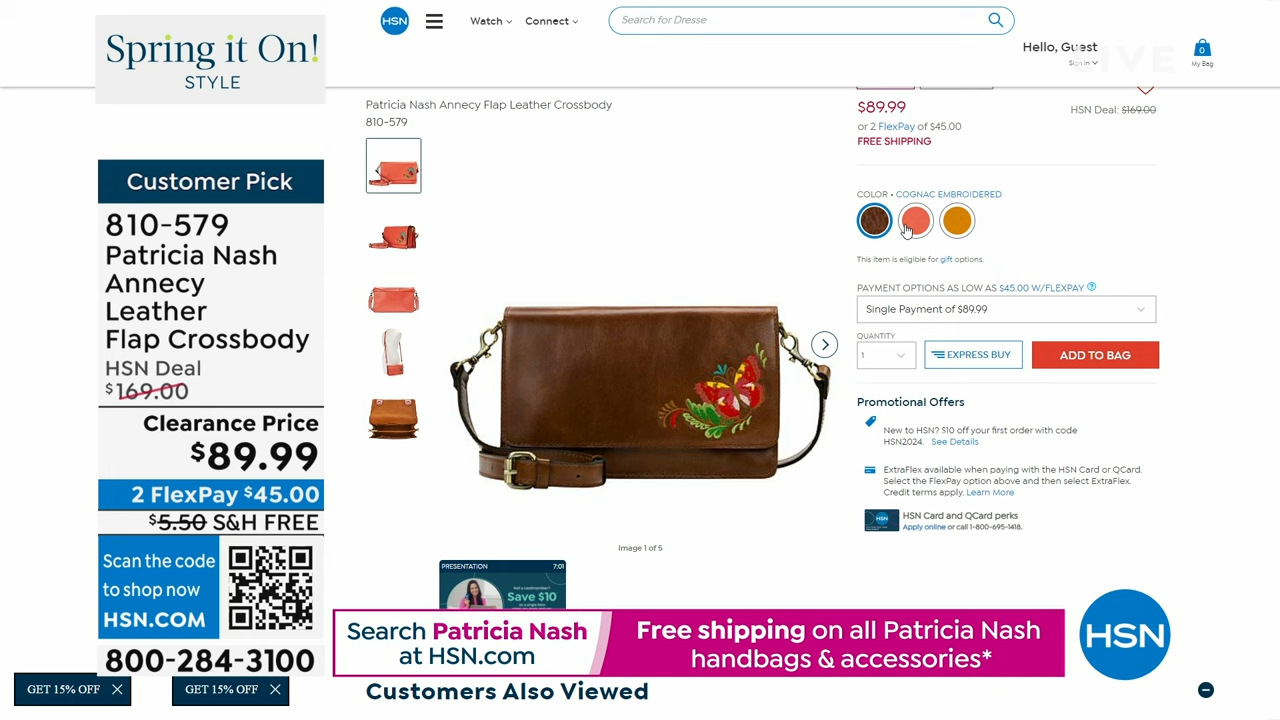 Spring it On!
STYLE
HSN
Watch
Connect
Search for Dresse
Hello, Guest
Sign In
LIVE
0
My Bag
Customer Pick
810-579
Patricia Nash
Annecy
Leather
Flap Crossbody
HSN Deal
$169.00
Clearance Price
$89.99
2 FlexPay $45.00
$5.50 S&H FREE
Scan the code
to shop now
HSN.COM
800-284-3100
GET 15% OFF
GET 15% OFF
Patricia Nash Annecy Flap Leather Crossbody
810-579
Image 1 of 5
$89.99
HSN Deal: $169.00
or 2 FlexPay of $45.00
FREE SHIPPING
COLOR • COGNAC EMBROIDERED
This item is eligible for gift options.
PAYMENT OPTIONS AS LOW AS $45.00 W/FLEXPAY
Single Payment of $89.99
QUANTITY
1
EXPRESS BUY
ADD TO BAG
Promotional Offers
New to HSN? $10 off your first order with code
HSN2024. See Details
ExtraFlex available when paying with the HSN Card or QCard.
Select the FlexPay option above and then select ExtraFlex.
Credit terms apply. Learn More
HSN Card and QCard perks
Apply online or call 1-800-695-1418.
PRESENTATION 7:01
Save $10
Search Patricia Nash
at HSN.com
Free shipping on all Patricia Nash
handbags & accessories*
HSN
Customers Also Viewed